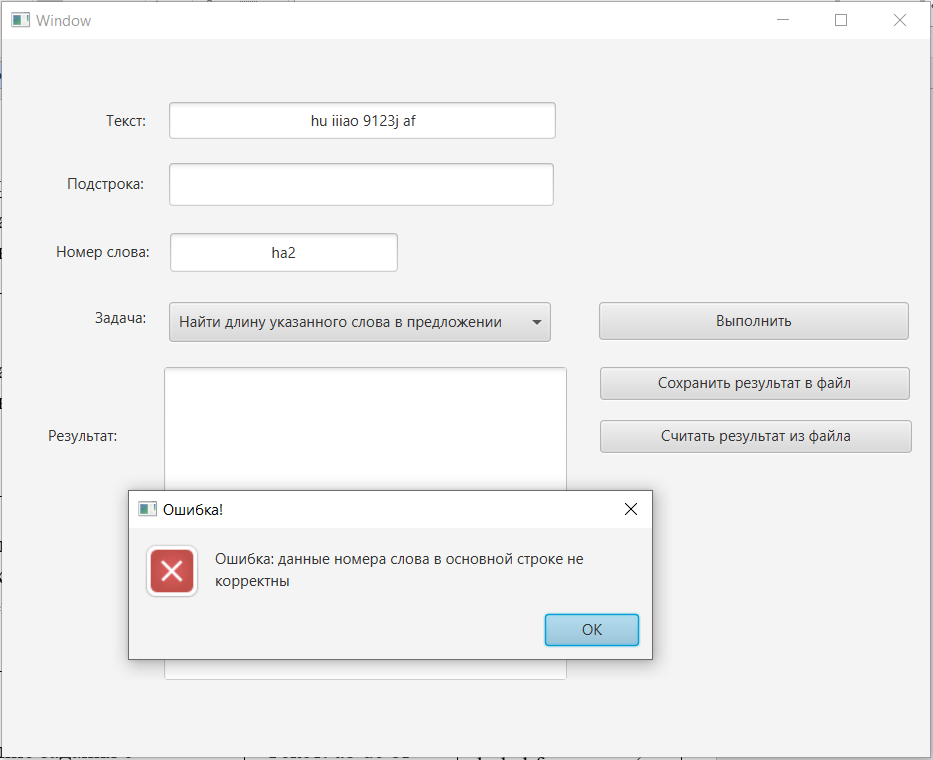 Window
Текст:
hu iiiao 9123j af
Подстрока:
Номер слова:
ha2
Задача:
Найти длину указанного слова в предложении
Выполнить
Сохранить результат в файл
Результат:
Считать результат из файла
Ошибка!
Ошибка: данные номера слова в основной строке не
корректны
OK